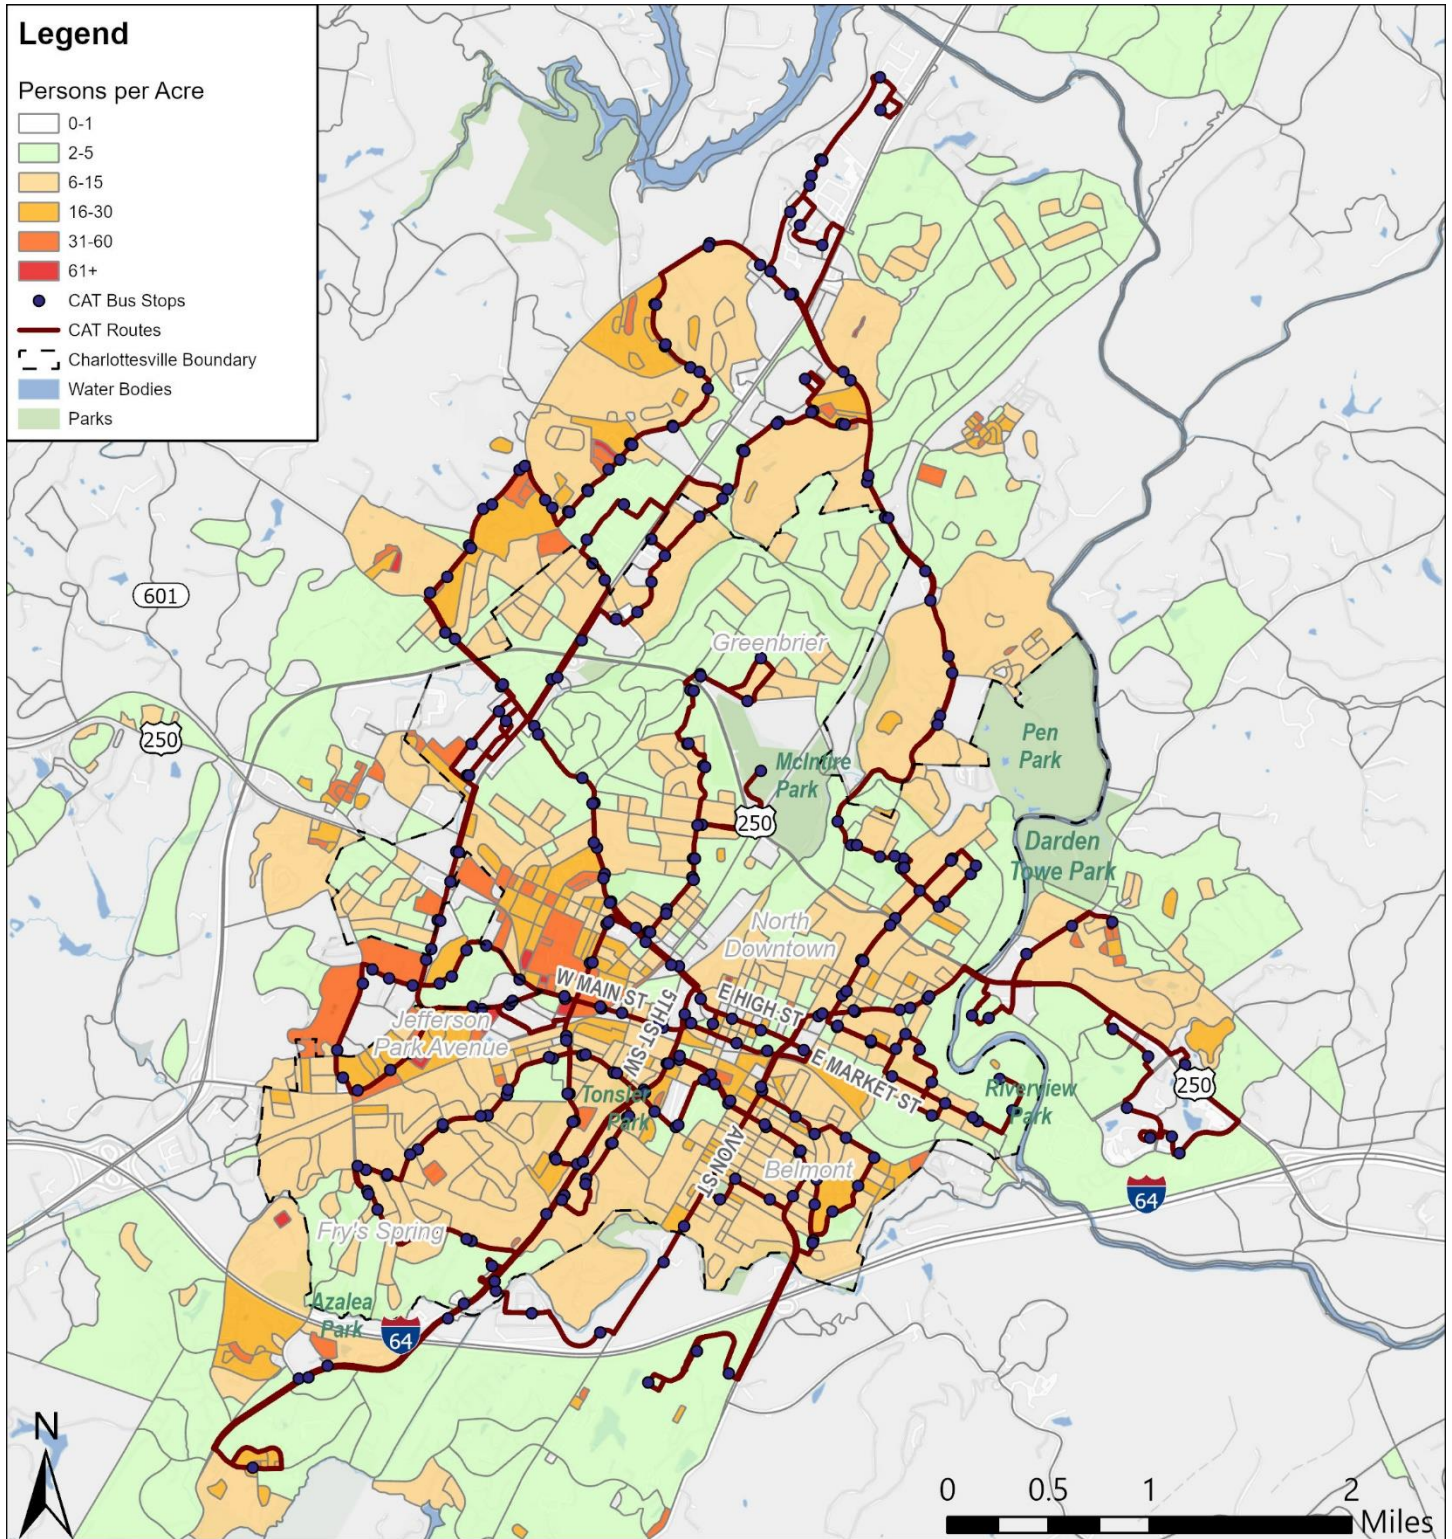 Legend
Persons per Acre
0-1
2-5
6-15
16-30
31-60
61+
CAT Bus Stops
CAT Routes
Charlottesville Boundary
Water Bodies
Parks
601
250
Greenbrier
McIntire
Park
250
Pen
Park
Darden
Towe Park
North
Downtown
W MAIN ST
E HIGH ST
5TH ST SW
Jefferson
Park Avenue
E MARKET ST
Tonsler
Park
Riverview
Park
250
AVON ST
Belmont
64
Fry's Spring
Azalea
Park
64
N
0 0.5 1 2
Miles